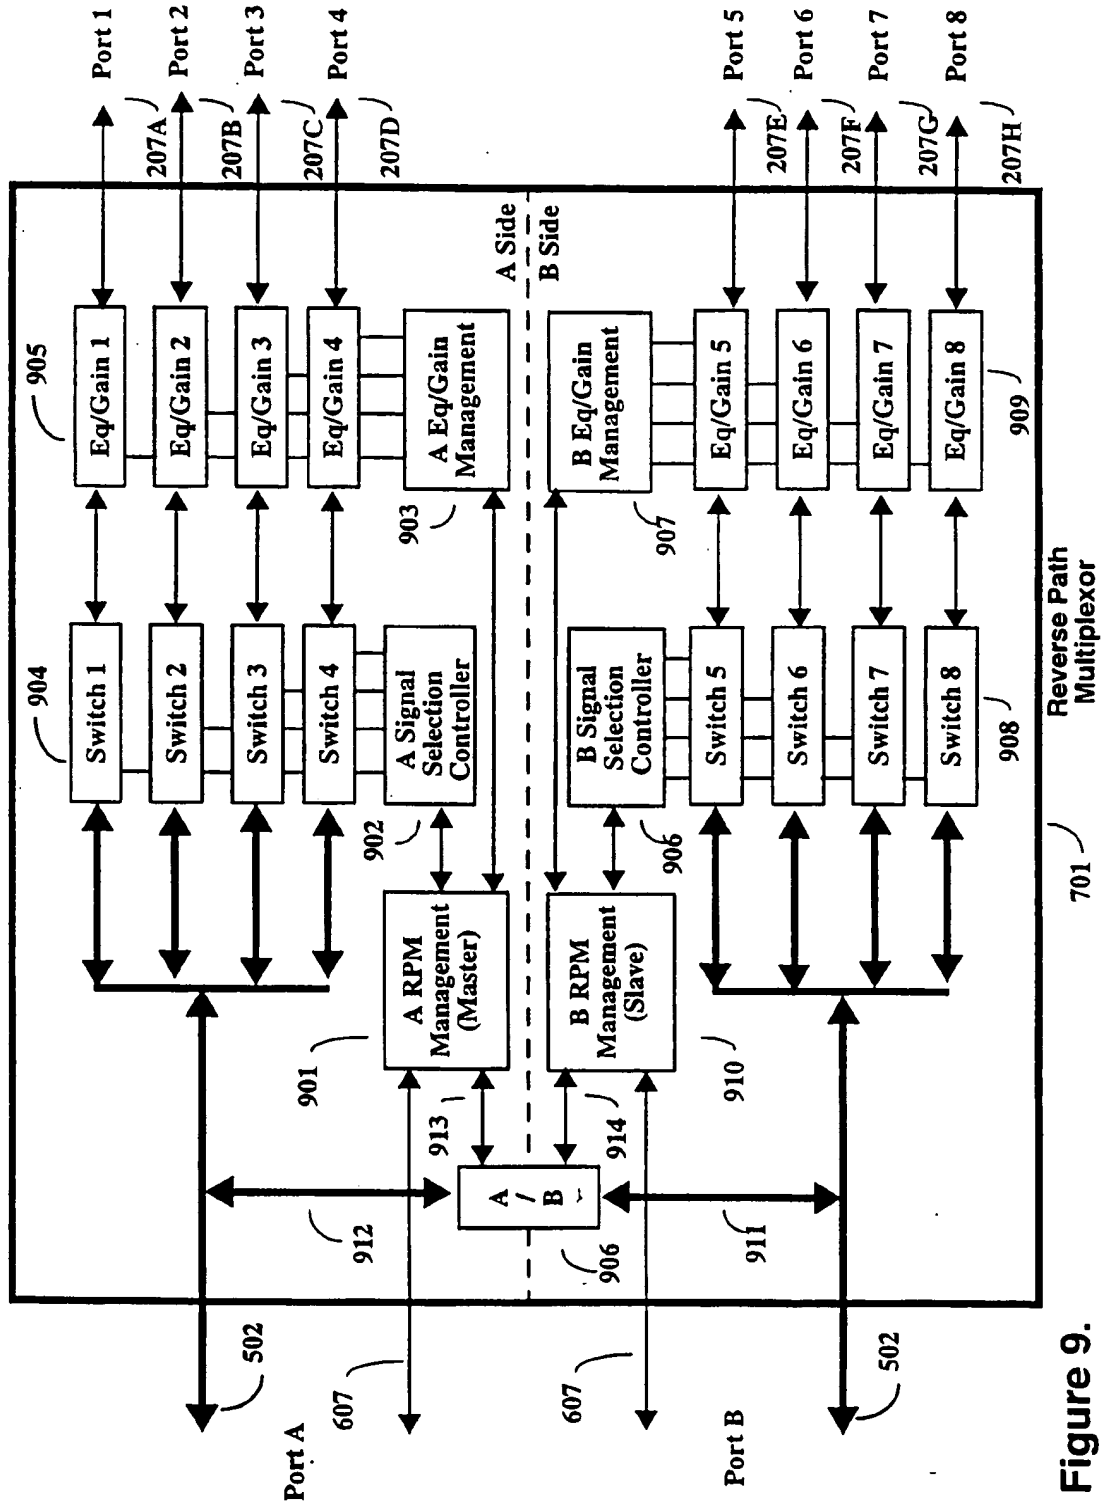 Port 1
Port 2
Port 3
Port 4
Port 5
Port 6
Port 7
Port 8
207A
207B
207C
207D
207E
207F
207G
207H
A Side
B Side
905
Eq/Gain 1
Eq/Gain 2
Eq/Gain 3
Eq/Gain 4
A Eq/Gain
Management
B Eq/Gain
Management
Eq/Gain 5
Eq/Gain 6
Eq/Gain 7
Eq/Gain 8
909
903
907
904
Switch 1
Switch 2
Switch 3
Switch 4
A Signal
Selection
Controller
B Signal
Selection
Controller
Switch 5
Switch 6
Switch 7
Switch 8
908
Reverse Path
Multiplexor
902
906
701
A RPM
Management
(Master)
B RPM
Management
(Slave)
901
910
913
914
A
/
B
912
906
911
502
607
607
502
Port A
Port B
Figure 9.